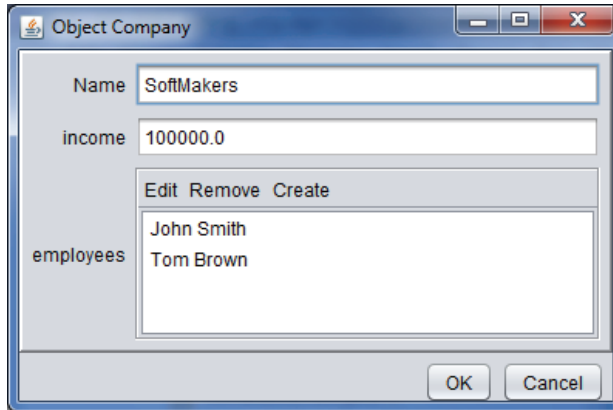 Object Company
Name SoftMakers
income 100000.0
Edit Remove Create
employees
John Smith
Tom Brown
OK Cancel